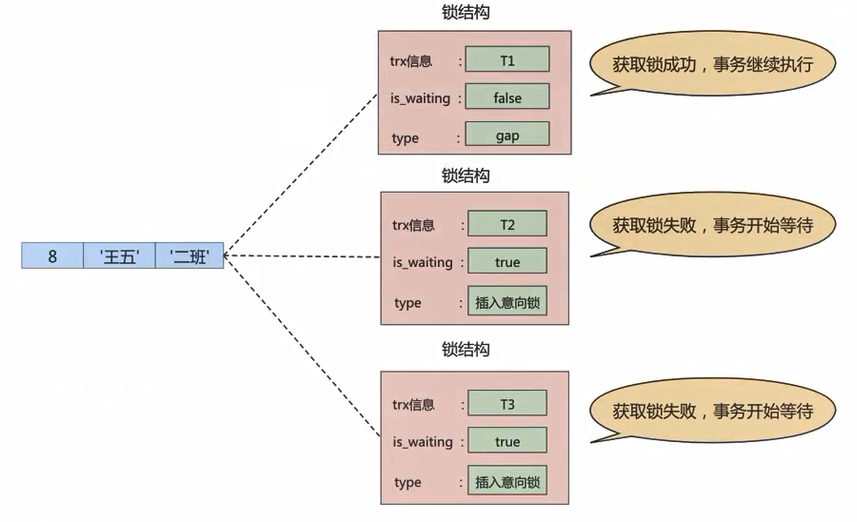 锁结构
trx信息 : T1
is_waiting : false
type : gap
获取锁成功，事务继续执行
锁结构
trx信息 : T2
is_waiting : true
type : 插入意向锁
获取锁失败，事务开始等待
8 '王五' '二班'
锁结构
trx信息 : T3
is_waiting : true
type : 插入意向锁
获取锁失败，事务开始等待